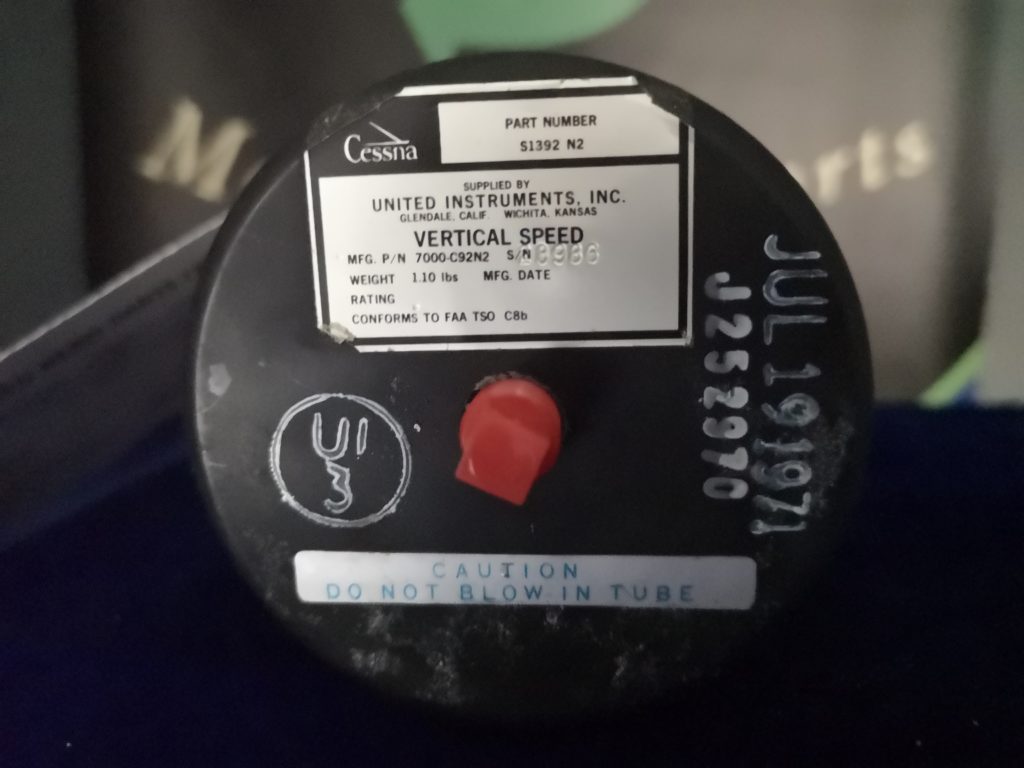 Cessna
PART NUMBER
S1392 N2
SUPPLIED BY
UNITED INSTRUMENTS, INC.
GLENDALE, CALIF. WICHITA, KANSAS
VERTICAL SPEED
MFG. P/N 7000-C92N2 S/N
WEIGHT 1.10 lbs MFG. DATE
RATING
CONFORMS TO FAA TSO C8b
JUL 19 1971
J252970
UI
3
CAUTION
DO NOT BLOW IN TUBE